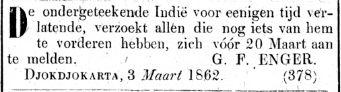 De ondergeteekende Indië voor eenigen tijd ver-
latende, verzoekt allen die nog iets van hem
te vorderen hebben, zich vóór 20 Maart aan
te melden. G. F. ENGER.
DJOKDJOKARTA, 3 Maart 1862. (378)